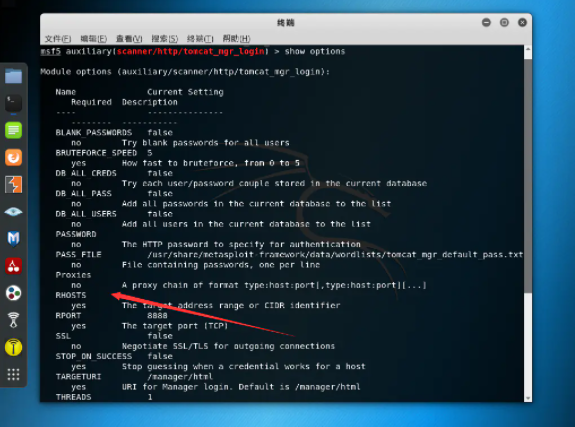 终端
文件(F) 编辑(E) 查看(V) 搜索(S) 终端(T) 帮助(H)
msf5 auxiliary(scanner/http/tomcat_mgr_login) > show options
Module options (auxiliary/scanner/http/tomcat_mgr_login):
Name Current Setting
Required Description
---- ---------------
-------- -----------
BLANK_PASSWORDS false
no Try blank passwords for all users
BRUTEFORCE_SPEED 5
yes How fast to bruteforce, from 0 to 5
DB_ALL_CREDS false
no Try each user/password couple stored in the current database
DB_ALL_PASS false
no Add all passwords in the current database to the list
DB_ALL_USERS false
no Add all users in the current database to the list
PASSWORD
no The HTTP password to specify for authentication
PASS_FILE /usr/share/metasploit-framework/data/wordlists/tomcat_mgr_default_pass.txt
no File containing passwords, one per line
Proxies
no A proxy chain of format type:host:port[,type:host:port][...]
RHOSTS
yes The target address range or CIDR identifier
RPORT 8080
yes The target port (TCP)
SSL false
no Negotiate SSL/TLS for outgoing connections
STOP_ON_SUCCESS false
yes Stop guessing when a credential works for a host
TARGETURI /manager/html
yes URI for Manager login. Default is /manager/html
THREADS 1